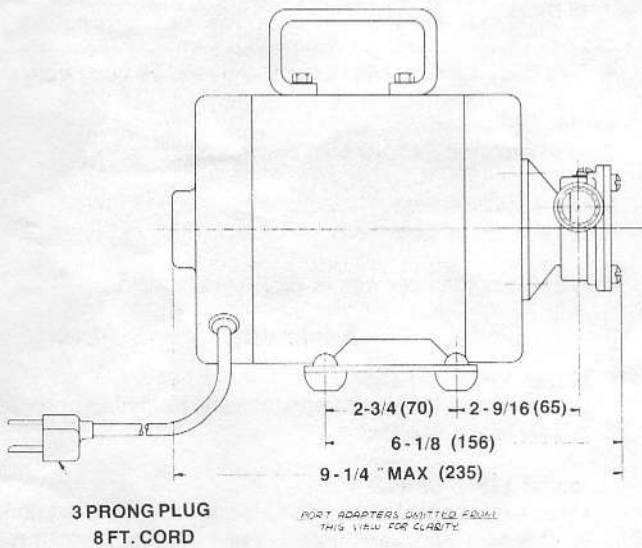 2-3/4 (70) 2-9/16 (65)
6-1/8 (156)
9-1/4" MAX (235)
3 PRONG PLUG
8 FT. CORD
PORT ADAPTERS OMITTED FROM
THIS VIEW FOR CLARITY